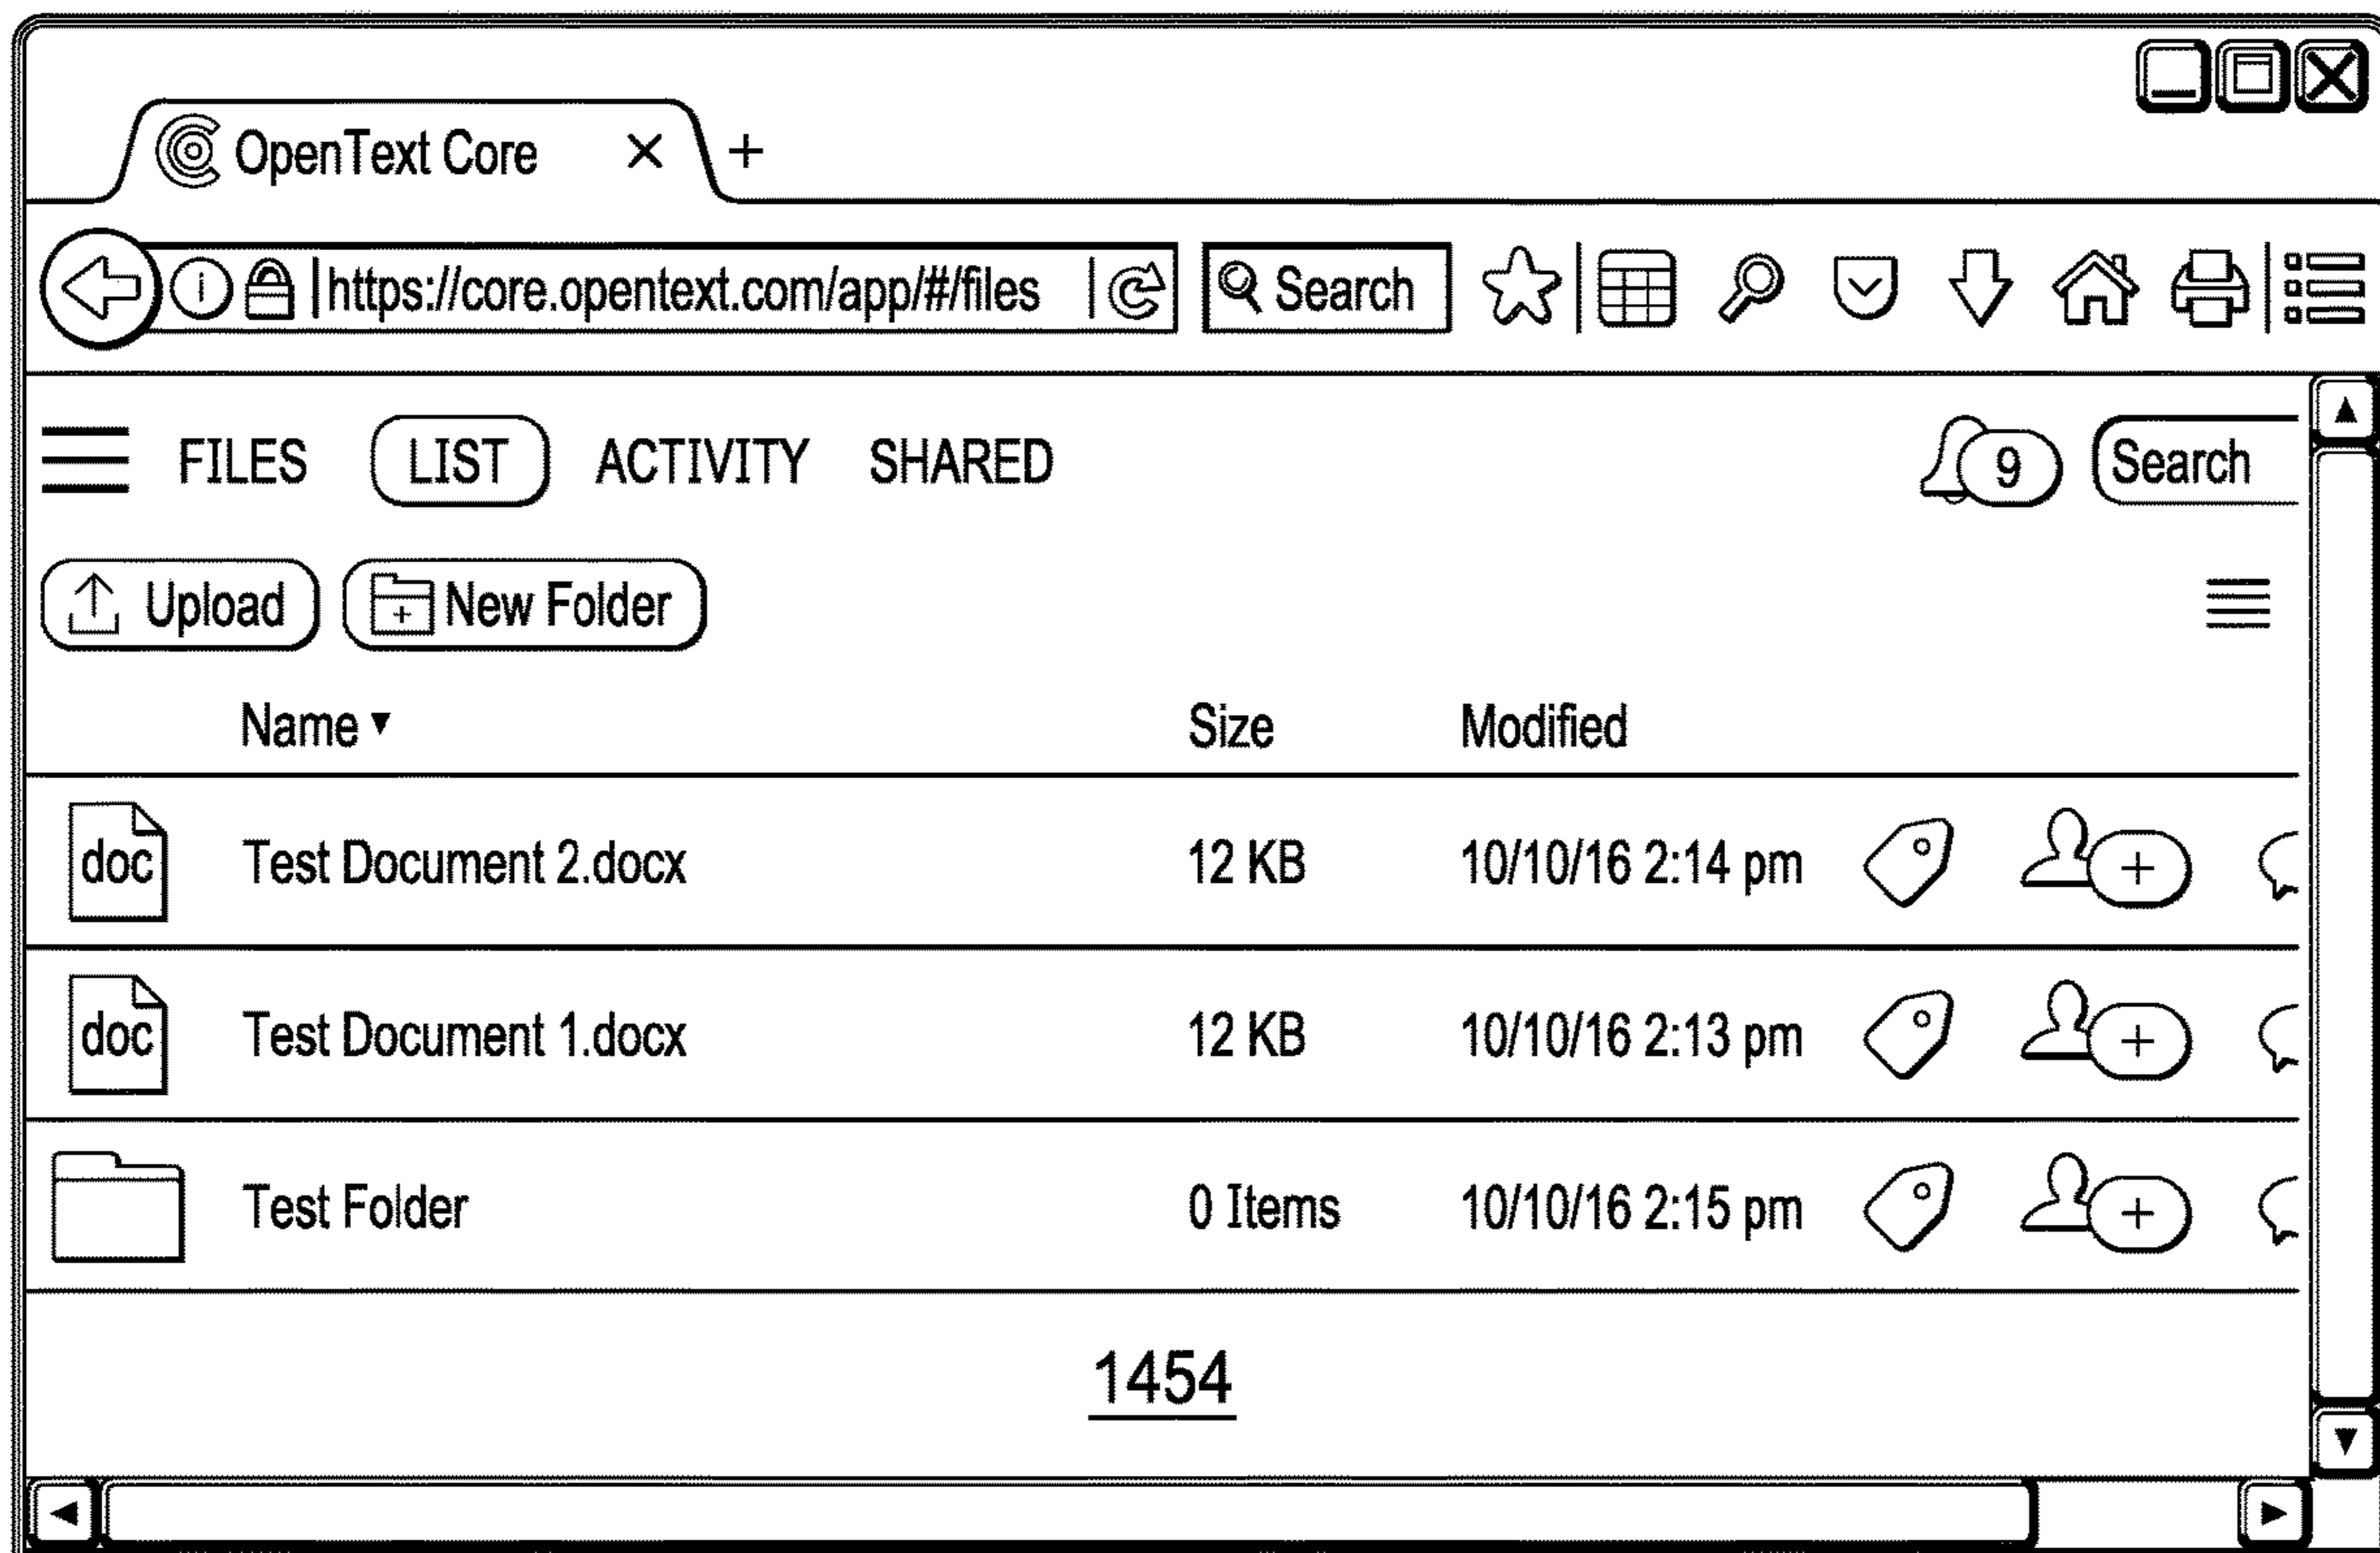 OpenText Core × +
https://core.opentext.com/app/#/files Search
FILES LIST ACTIVITY SHARED 9 Search
Upload New Folder
Name ▾ Size Modified
doc Test Document 2.docx 12 KB 10/10/16 2:14 pm +
doc Test Document 1.docx 12 KB 10/10/16 2:13 pm +
Test Folder 0 Items 10/10/16 2:15 pm +
1454